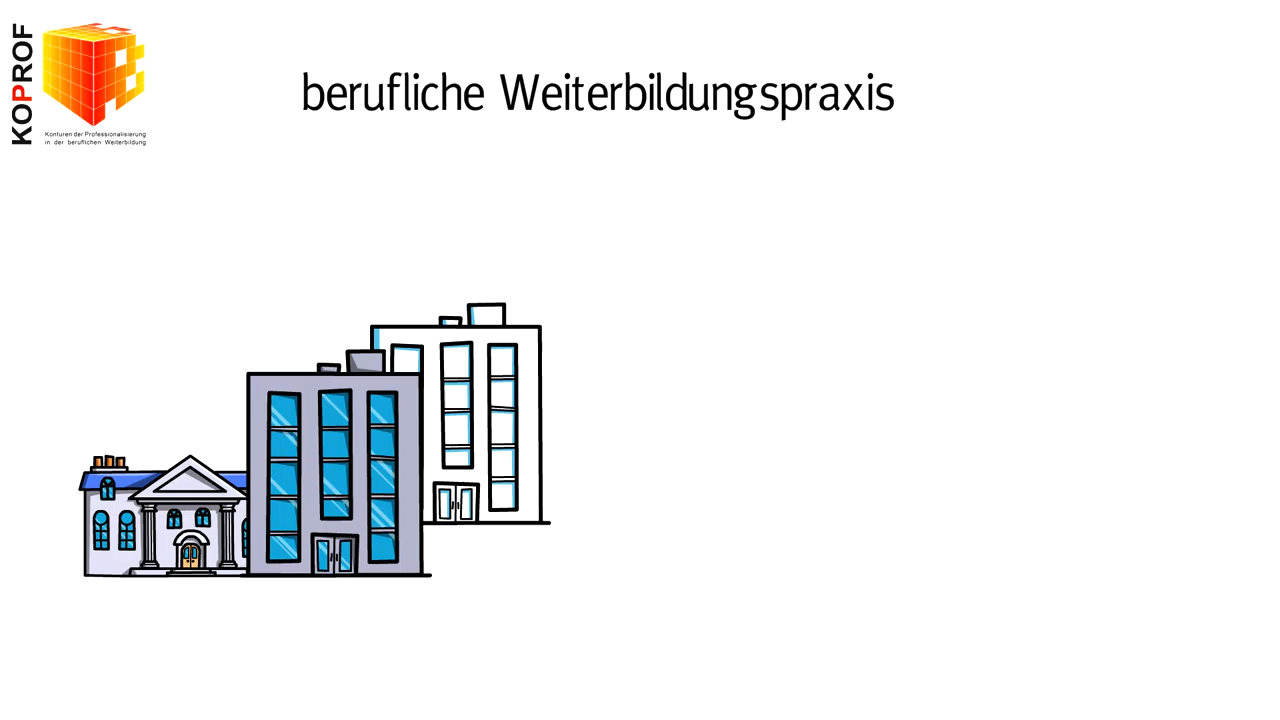 KOPROF
Konturen der Professionalisierung
in der beruflichen Weiterbildung
berufliche Weiterbildungspraxis